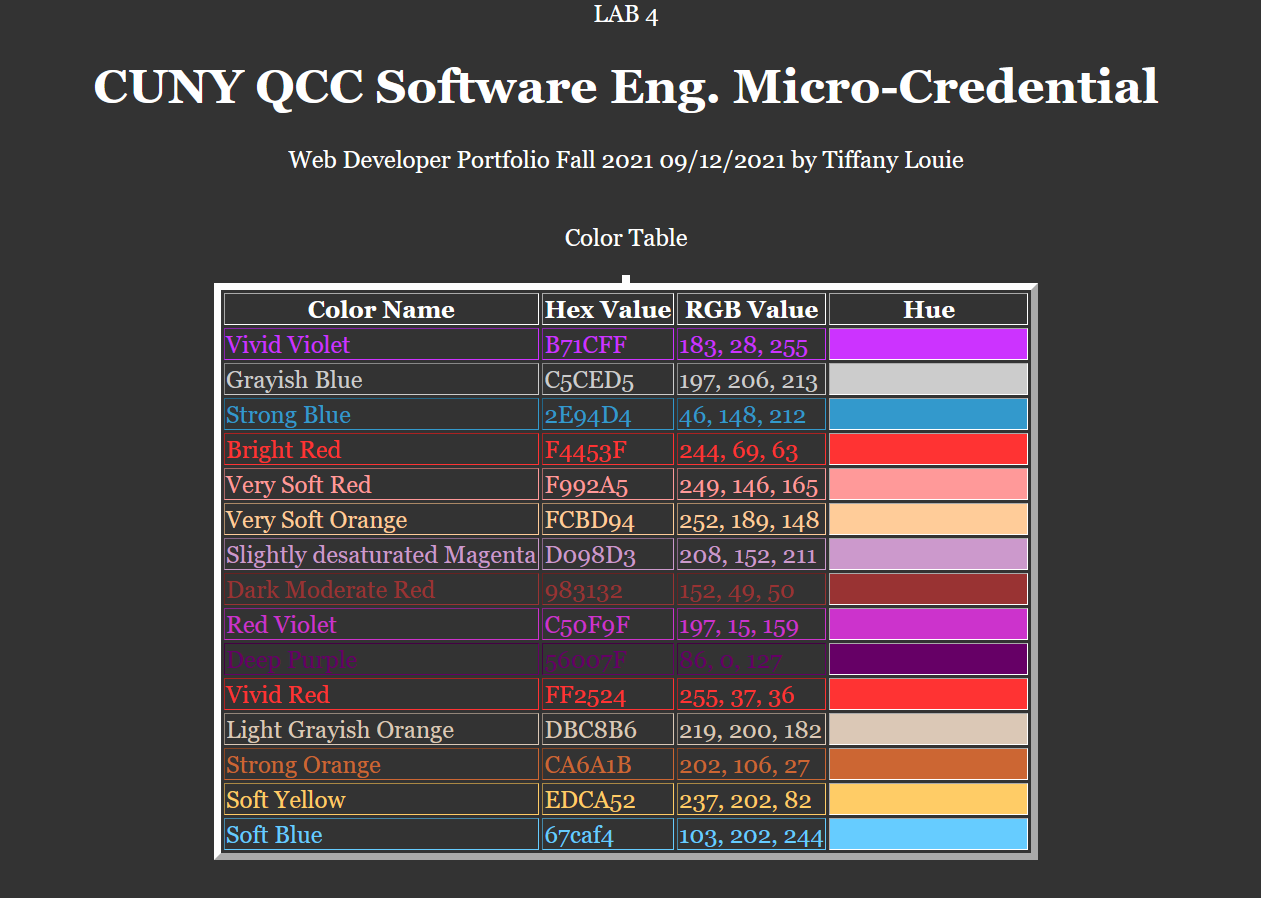 LAB 4
CUNY QCC Software Eng. Micro-Credential
Web Developer Portfolio Fall 2021 09/12/2021 by Tiffany Louie
Color Table
Color Name Hex Value RGB Value Hue
Vivid Violet B71CFF 183, 28, 255
Grayish Blue C5CED5 197, 206, 213
Strong Blue 2E94D4 46, 148, 212
Bright Red F4453F 244, 69, 63
Very Soft Red F992A5 249, 146, 165
Very Soft Orange FCBD94 252, 189, 148
Slightly desaturated Magenta D098D3 208, 152, 211
Dark Moderate Red 983132 152, 49, 50
Red Violet C50F9F 197, 15, 159
Deep Purple 56007F 86, 0, 127
Vivid Red FF2524 255, 37, 36
Light Grayish Orange DBC8B6 219, 200, 182
Strong Orange CA6A1B 202, 106, 27
Soft Yellow EDCA52 237, 202, 82
Soft Blue 67caf4 103, 202, 244